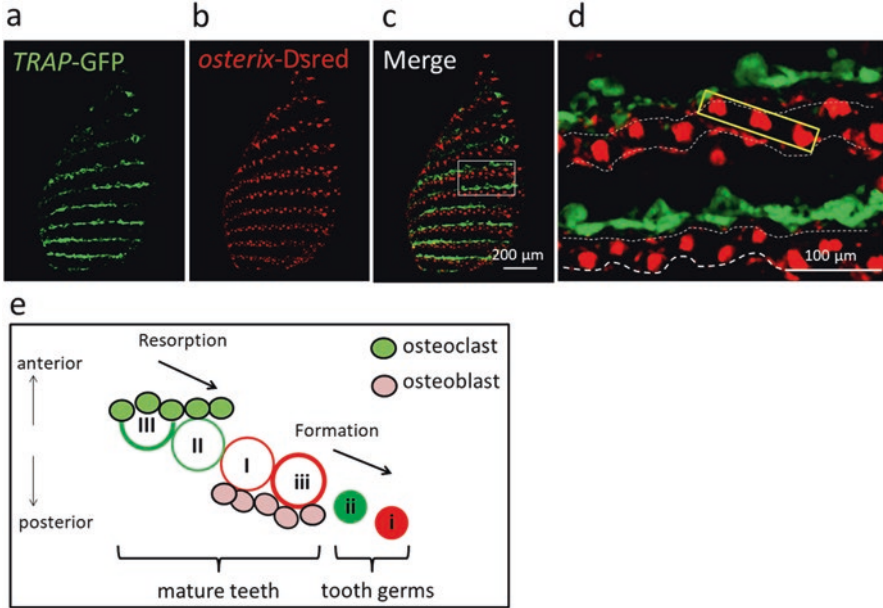 a
b
c
d
TRAP-GFP
osterix-Dsred
Merge
200 μm
100 μm
e
Resorption
osteoclast
anterior
osteoblast
III
II
Formation
I
iii
ii
i
posterior
mature teeth
tooth germs